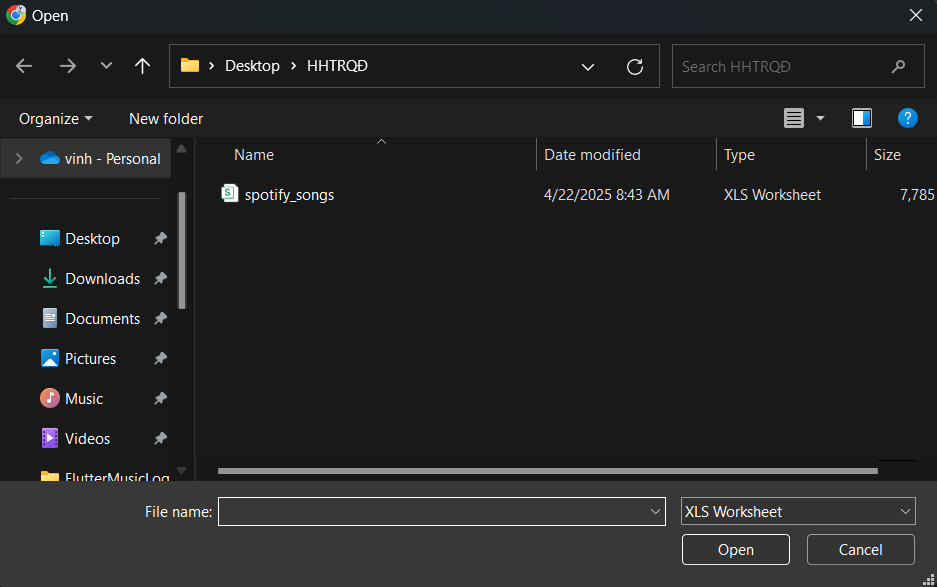 Open
Desktop > HHTRQĐ
Search HHTRQĐ
Organize
New folder
?
vinh - Personal
Name
Date modified
Type
Size
spotify_songs
4/22/2025 8:43 AM
XLS Worksheet
7,785
Desktop
Downloads
Documents
Pictures
Music
Videos
FlutterMusicLog
File name:
XLS Worksheet
Open
Cancel